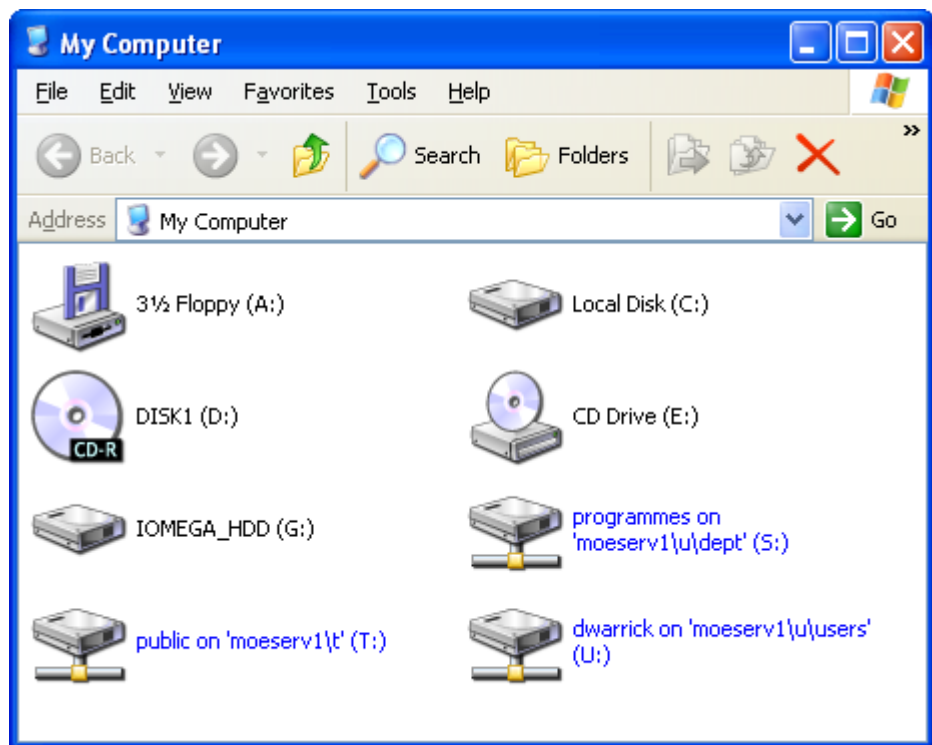 My Computer
File Edit View Favorites Tools Help
Back Search Folders »
Address My Computer Go
3½ Floppy (A:) Local Disk (C:)
DISK1 (D:) CD Drive (E:)
CD-R
IOMEGA_HDD (G:) programmes on
'moeserv1\u\dept' (S:)
public on 'moeserv1\t' (T:) dwarrick on 'moeserv1\u\users'
(U:)